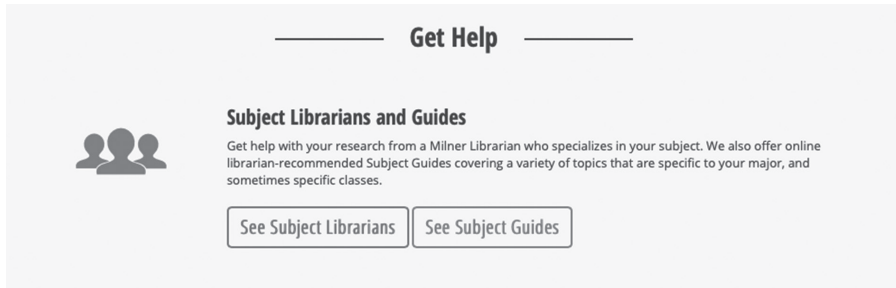 Get Help
Subject Librarians and Guides
Get help with your research from a Milner Librarian who specializes in your subject. We also offer online
librarian-recommended Subject Guides covering a variety of topics that are specific to your major, and
sometimes specific classes.
See Subject Librarians See Subject Guides